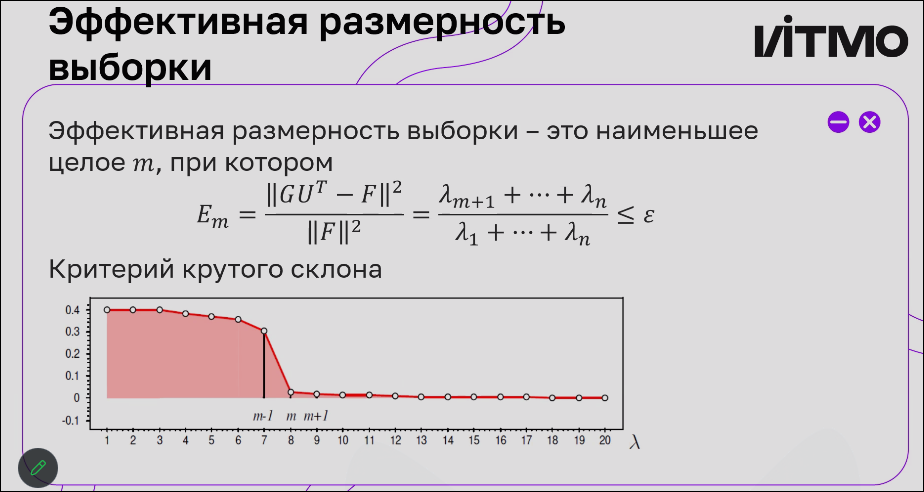 Эффективная размерность
выборки
ITMO
Эффективная размерность выборки – это наименьшее
целое m, при котором
E_m = ‖GU^T − F‖² / ‖F‖² = (λ_{m+1} + ⋯ + λ_n) / (λ_1 + ⋯ + λ_n) ≤ ε
Критерий крутого склона
0.4
0.3
0.2
0.1
0
-0.1
m-1 m m+1
1 2 3 4 5 6 7 8 9 10 11 12 13 14 15 16 17 18 19 20 λ